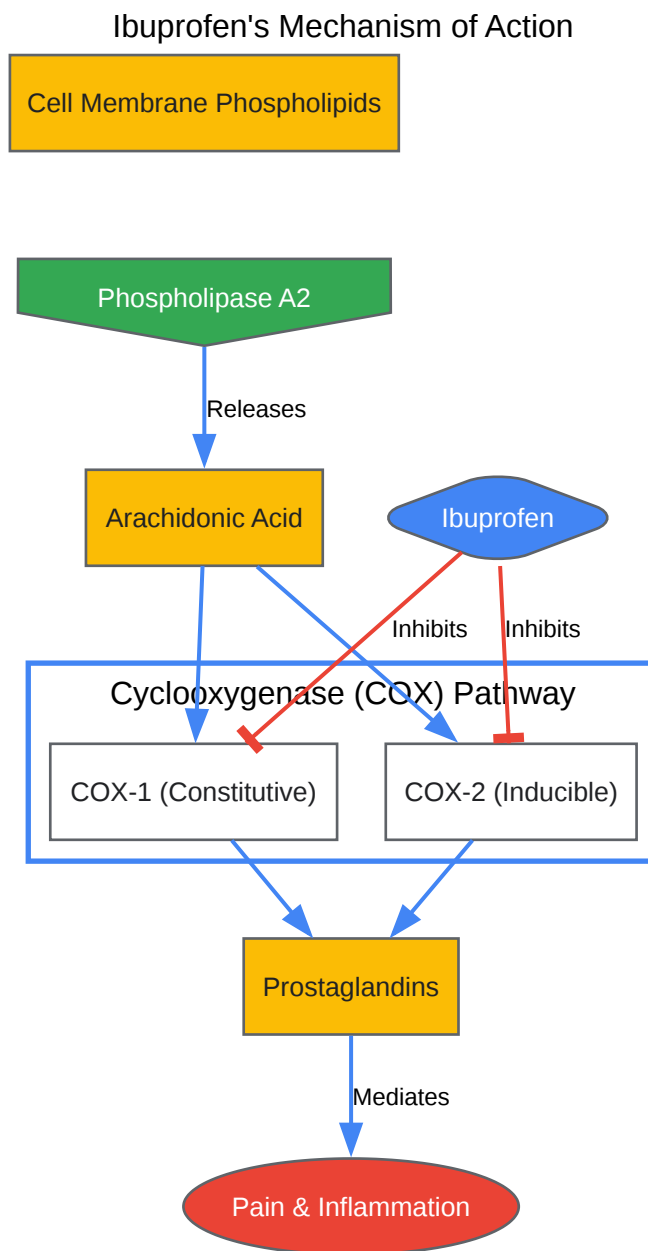 Ibuprofen's Mechanism of Action
Cell Membrane Phospholipids
Phospholipase A2
Releases
Arachidonic Acid
Ibuprofen
Inhibits
Inhibits
Cyclooxygenase (COX) Pathway
COX-1 (Constitutive)
COX-2 (Inducible)
Prostaglandins
Mediates
Pain & Inflammation